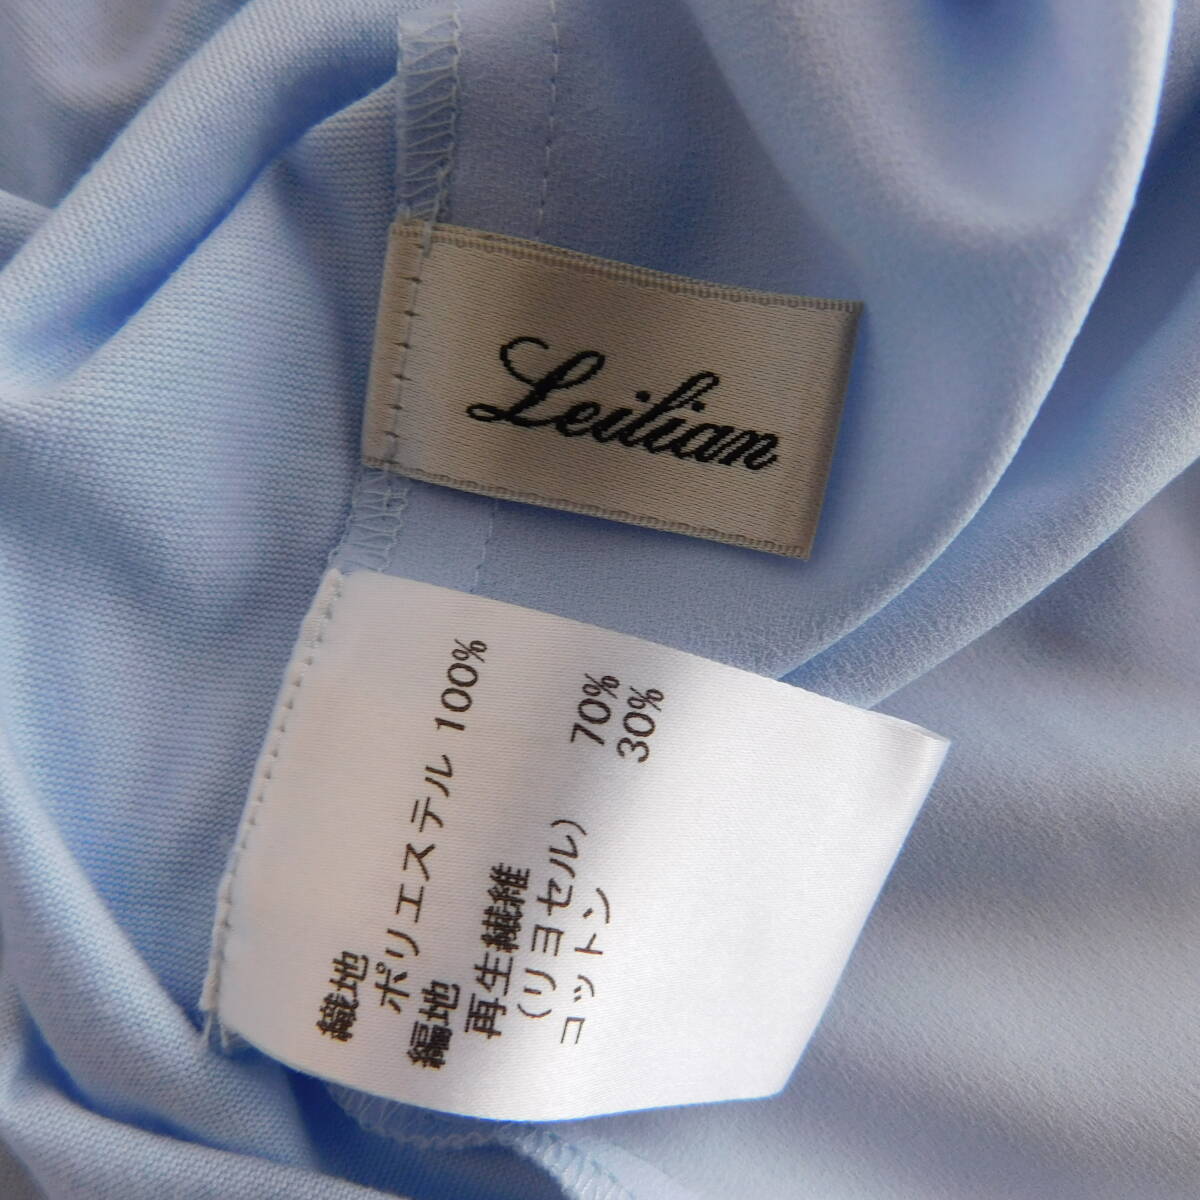 Leilian
織地
ポリエステル 100%
編地
再生繊維
(リヨセル) 70%
コットン 30%